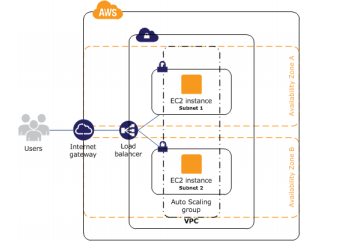 AWS
Availability Zone A
EC2 instance
Subnet 1
Users
Internet
gateway
Load
balancer
EC2 instance
Subnet 2
Availability Zone B
Auto Scaling
group
VPC